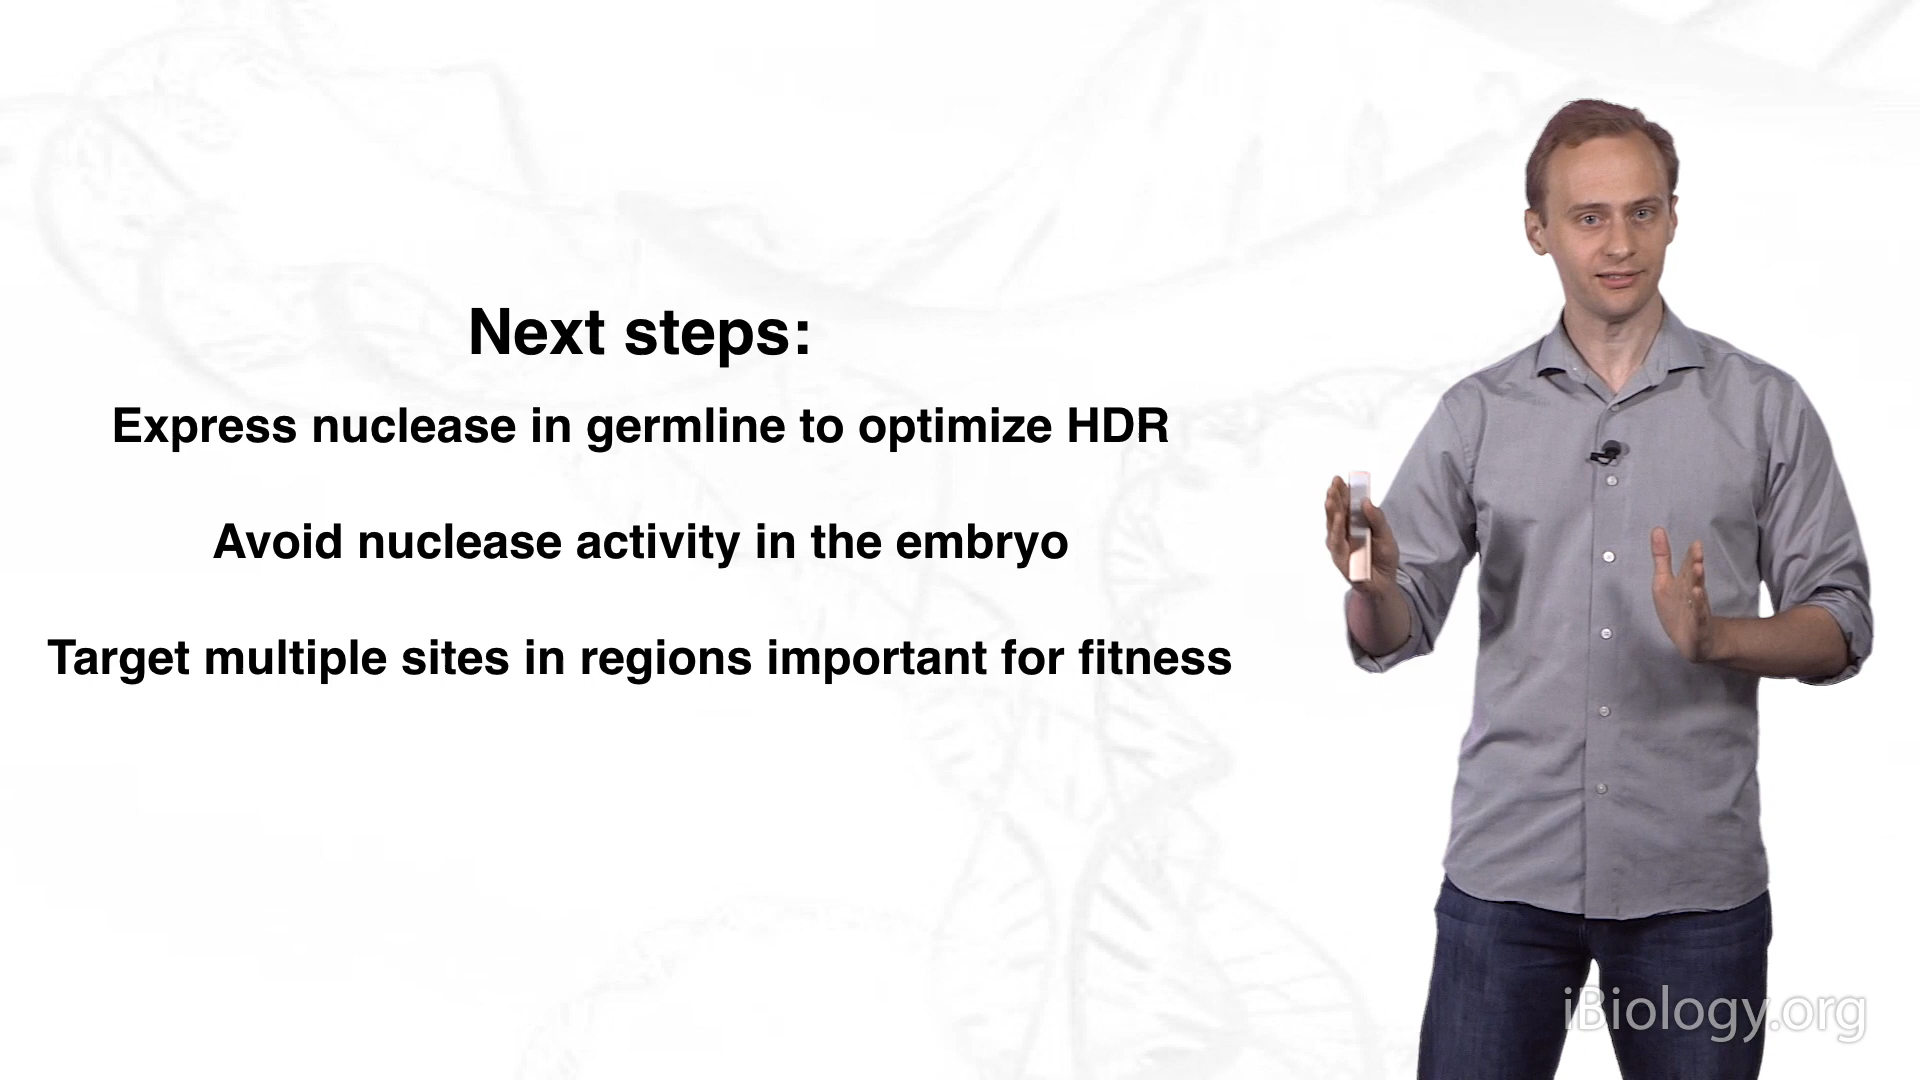 Next steps:
Express nuclease in germline to optimize HDR
Avoid nuclease activity in the embryo
Target multiple sites in regions important for fitness
iBiology.org